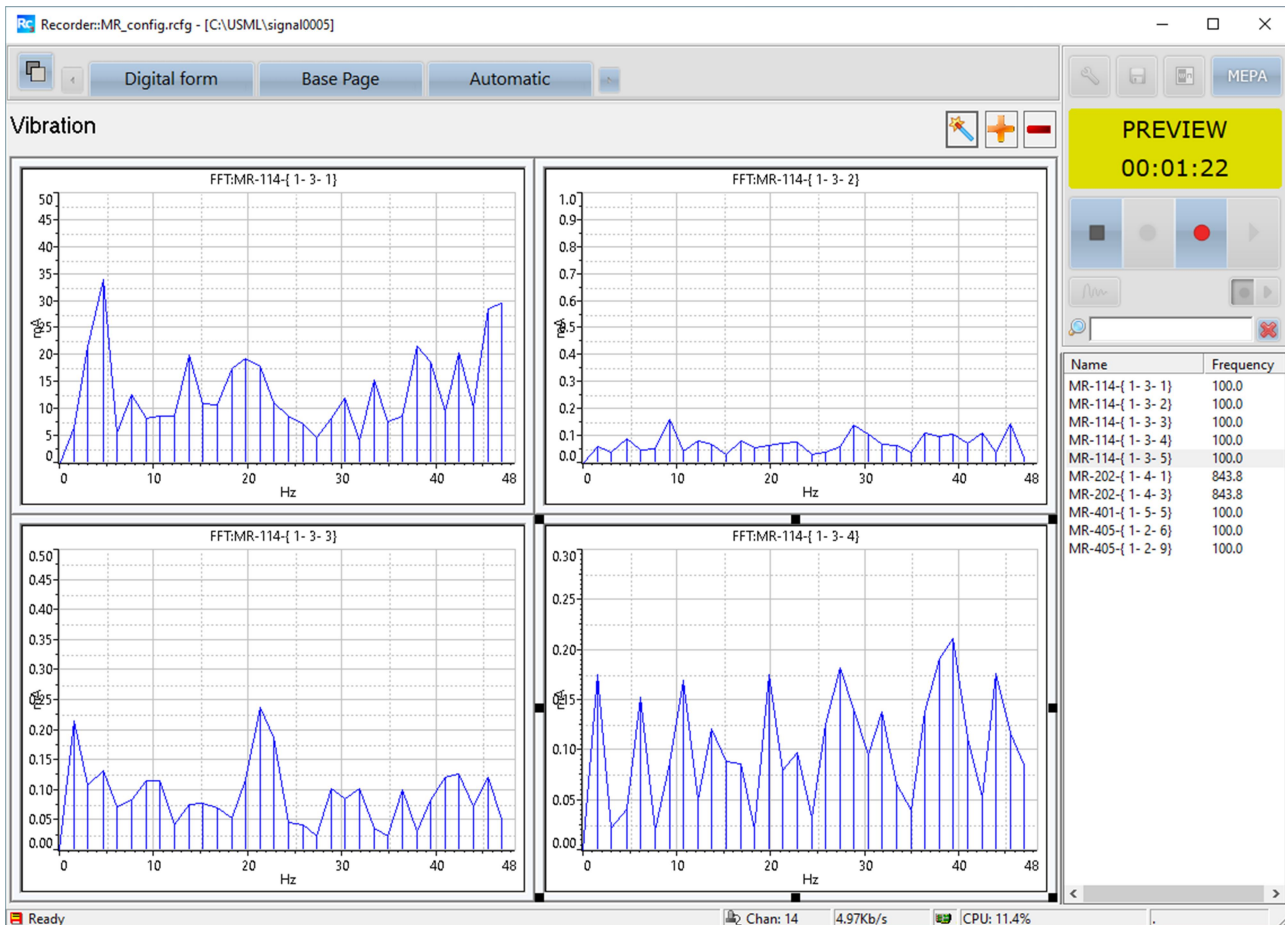 Recorder::MR_config.rcfg - [C:\USML\signal0005]
Digital form Base Page Automatic
MEPA
Vibration
PREVIEW
00:01:22
FFT:MR-114-{ 1- 3- 1}
50
45
40
35
30
25
20
15
10
5
0
mA
0 10 20 30 40 48
Hz
FFT:MR-114-{ 1- 3- 2}
1.0
0.9
0.8
0.7
0.6
0.5
0.4
0.3
0.2
0.1
0.0
mA
0 10 20 30 40 48
Hz
FFT:MR-114-{ 1- 3- 3}
0.50
0.45
0.40
0.35
0.30
0.25
0.20
0.15
0.10
0.05
0.00
mA
0 10 20 30 40 48
Hz
FFT:MR-114-{ 1- 3- 4}
0.30
0.25
0.20
0.15
0.10
0.05
0.00
mA
0 10 20 30 40 48
Hz
Name Frequency
MR-114-{ 1- 3- 1} 100.0
MR-114-{ 1- 3- 2} 100.0
MR-114-{ 1- 3- 3} 100.0
MR-114-{ 1- 3- 4} 100.0
MR-114-{ 1- 3- 5} 100.0
MR-202-{ 1- 4- 1} 843.8
MR-202-{ 1- 4- 3} 843.8
MR-401-{ 1- 5- 5} 100.0
MR-405-{ 1- 2- 6} 100.0
MR-405-{ 1- 2- 9} 100.0
Ready Chan: 14 4.97Kb/s CPU: 11.4% .